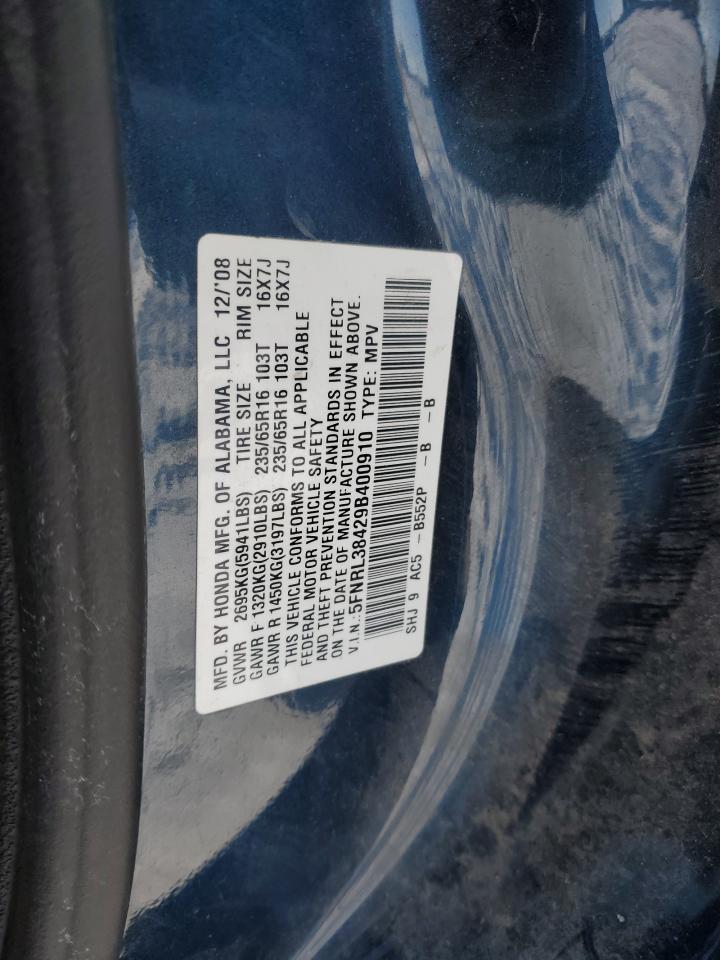 MFD. BY HONDA MFG. OF ALABAMA, LLC 12/'08
GVWR 2695KG(5941LBS) TIRE SIZE RIM SIZE
GAWR F 1320KG(2910LBS) 235/65R16 103T 16X7J
GAWR R 1450KG(3197LBS) 235/65R16 103T 16X7J
THIS VEHICLE CONFORMS TO ALL APPLICABLE
FEDERAL MOTOR VEHICLE SAFETY
AND THEFT PREVENTION STANDARDS IN EFFECT
ON THE DATE OF MANUFACTURE SHOWN ABOVE.
V.I.N.: 5FNRL38429B400910 TYPE: MPV
SHJ 9 AC5 -B552P -B -B